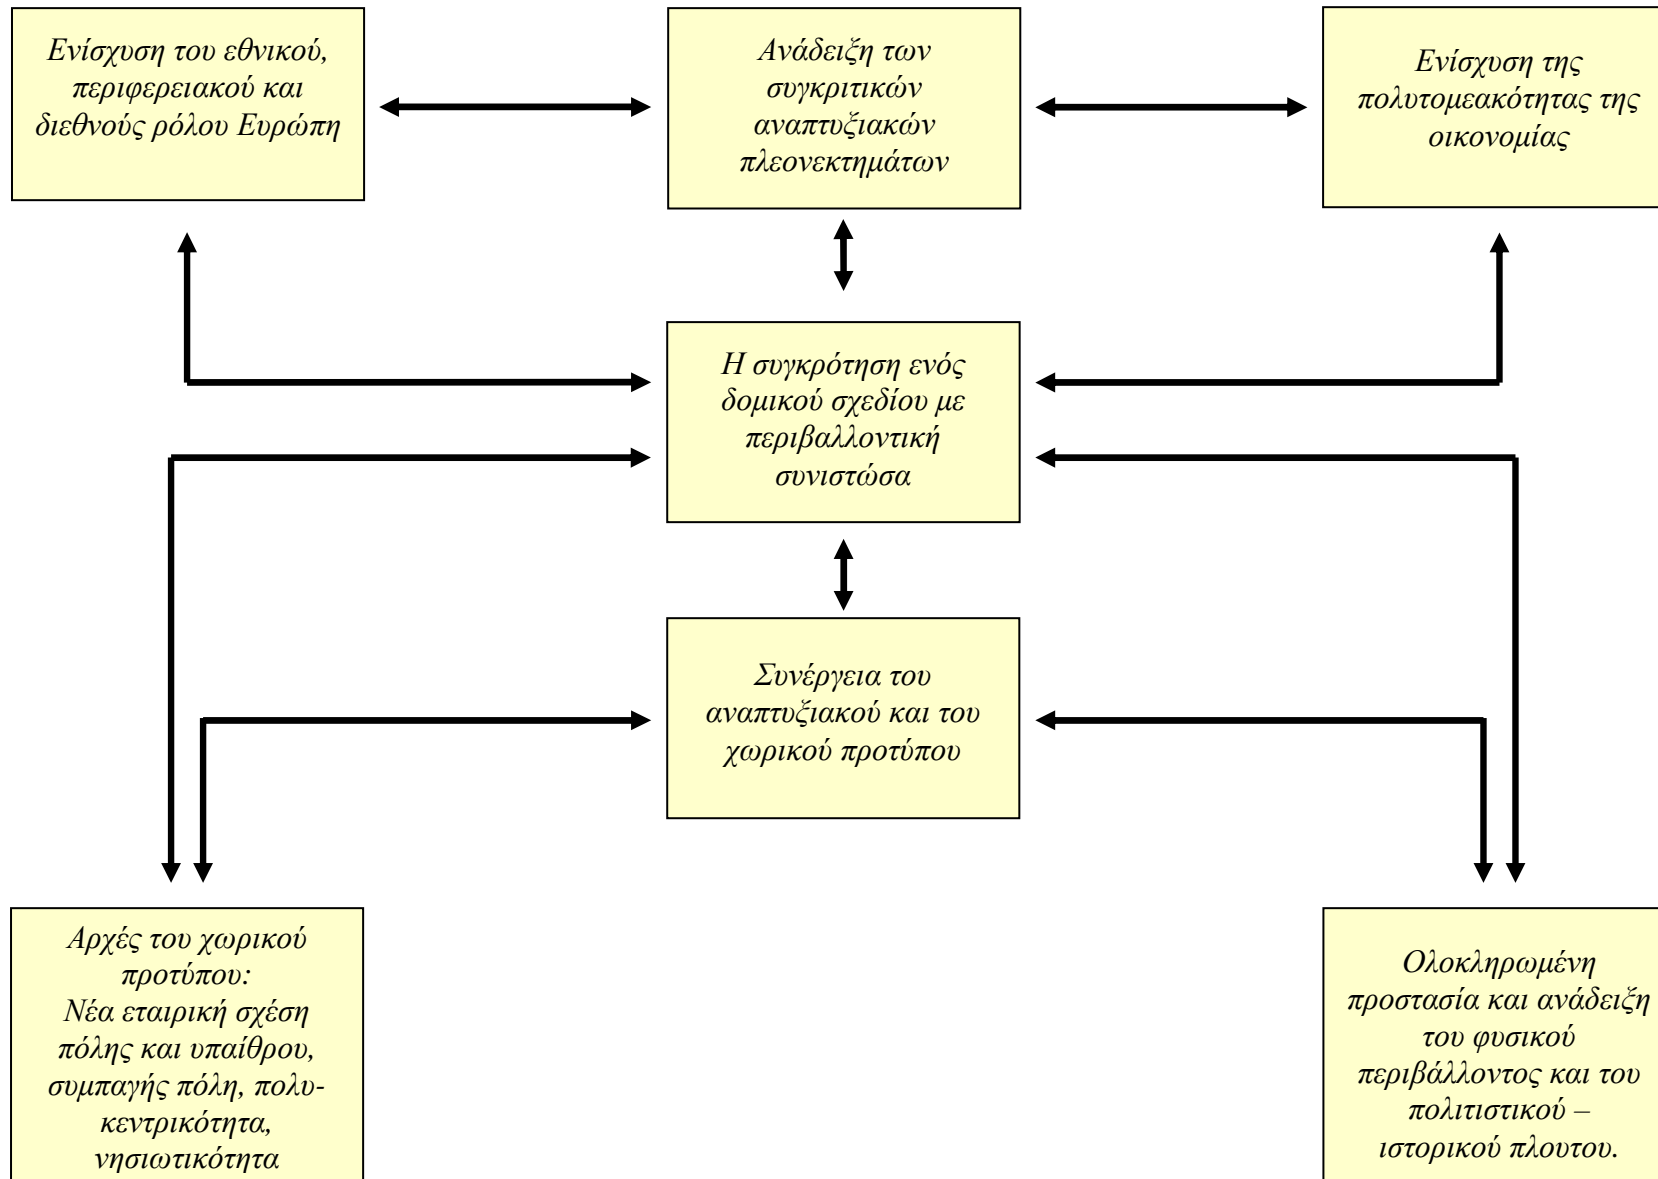 Ενίσχυση του εθνικού,
περιφερειακού και
διεθνούς ρόλου Ευρώπη
Ανάδειξη των
συγκριτικών
αναπτυξιακών
πλεονεκτημάτων
Ενίσχυση της
πολυτομεακότητας της
οικονομίας
Η συγκρότηση ενός
δομικού σχεδίου με
περιβαλλοντική
συνιστώσα
Συνέργεια του
αναπτυξιακού και του
χωρικού προτύπου
Αρχές του χωρικού
προτύπου:
Νέα εταιρική σχέση
πόλης και υπαίθρου,
συμπαγής πόλη, πολυ-
κεντρικότητα,
νησιωτικότητα
Ολοκληρωμένη
προστασία και ανάδειξη
του φυσικού
περιβάλλοντος και του
πολιτιστικού –
ιστορικού πλουτου.